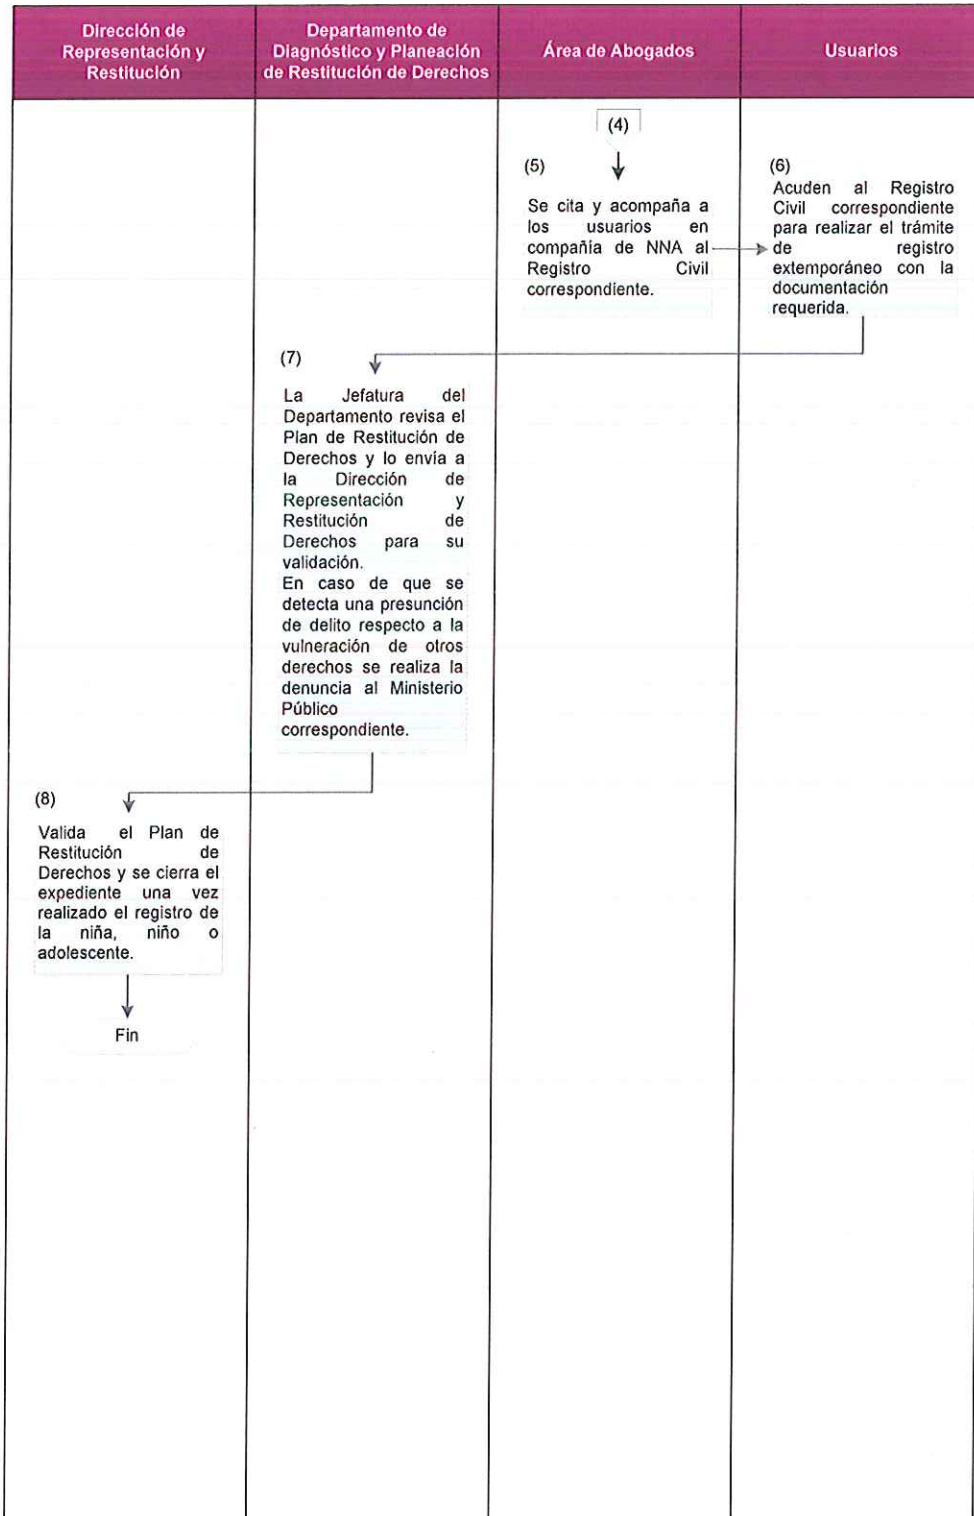 Dirección de
Representación y
Restitución
Departamento de
Diagnóstico y Planeación
de Restitución de Derechos
Área de Abogados
Usuarios
(4)
(5)
Se cita y acompaña a
los usuarios en
compañía de NNA al
Registro Civil
correspondiente.
(6)
Acuden al Registro
Civil correspondiente
para realizar el trámite
de registro
extemporáneo con la
documentación
requerida.
(7)
La Jefatura del
Departamento revisa el
Plan de Restitución de
Derechos y lo envía a
la Dirección de
Representación y
Restitución de
Derechos para su
validación.
En caso de que se
detecta una presunción
de delito respecto a la
vulneración de otros
derechos se realiza la
denuncia al Ministerio
Público
correspondiente.
(8)
Valida el Plan de
Restitución de
Derechos y se cierra el
expediente una vez
realizado el registro de
la niña, niño o
adolescente.
Fin